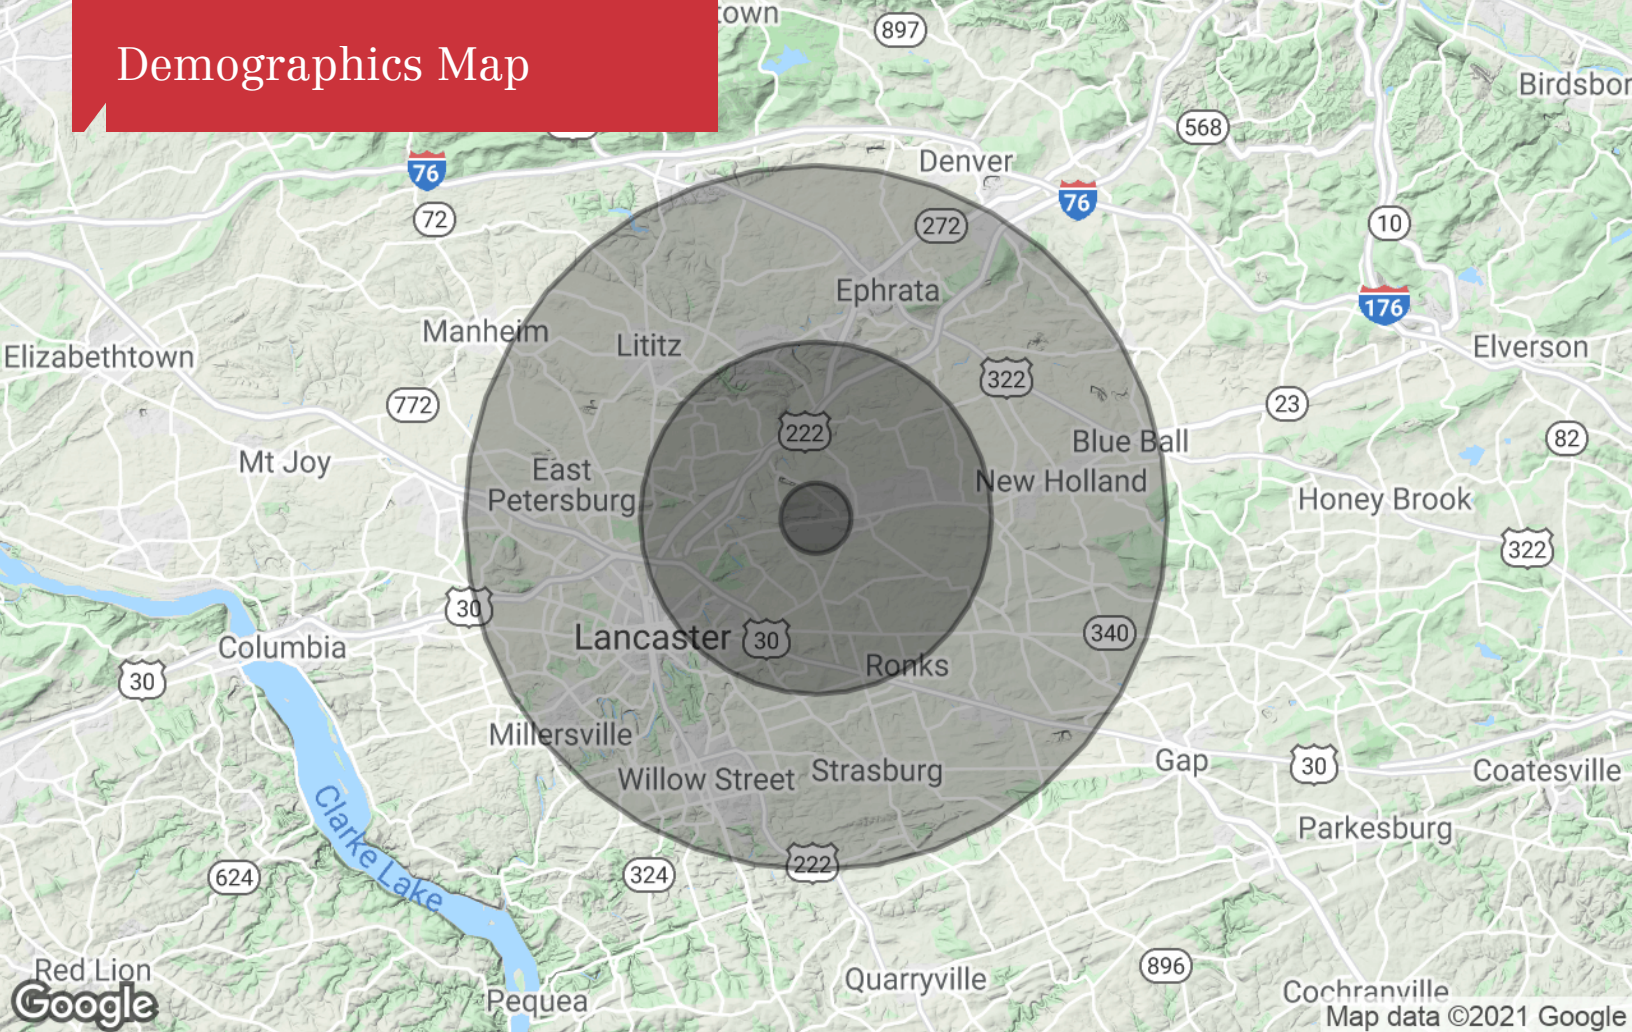 town
897
Demographics Map
Birdsbor
568
Denver
76
76
72
272
10
Ephrata
176
Manheim
Lititz
Elizabethtown
Elverson
322
772
23
222
Blue Ball
82
Mt Joy
East
Petersburg
New Holland
Honey Brook
322
30
Columbia
Lancaster
30
340
Ronks
30
Millersville
Willow Street
Strasburg
Gap
30
Coatesville
Clarke Lake
Parkesburg
222
624
324
Red Lion
896
Quarryville
Google
Pequea
Cochranville
Map data ©2021 Google